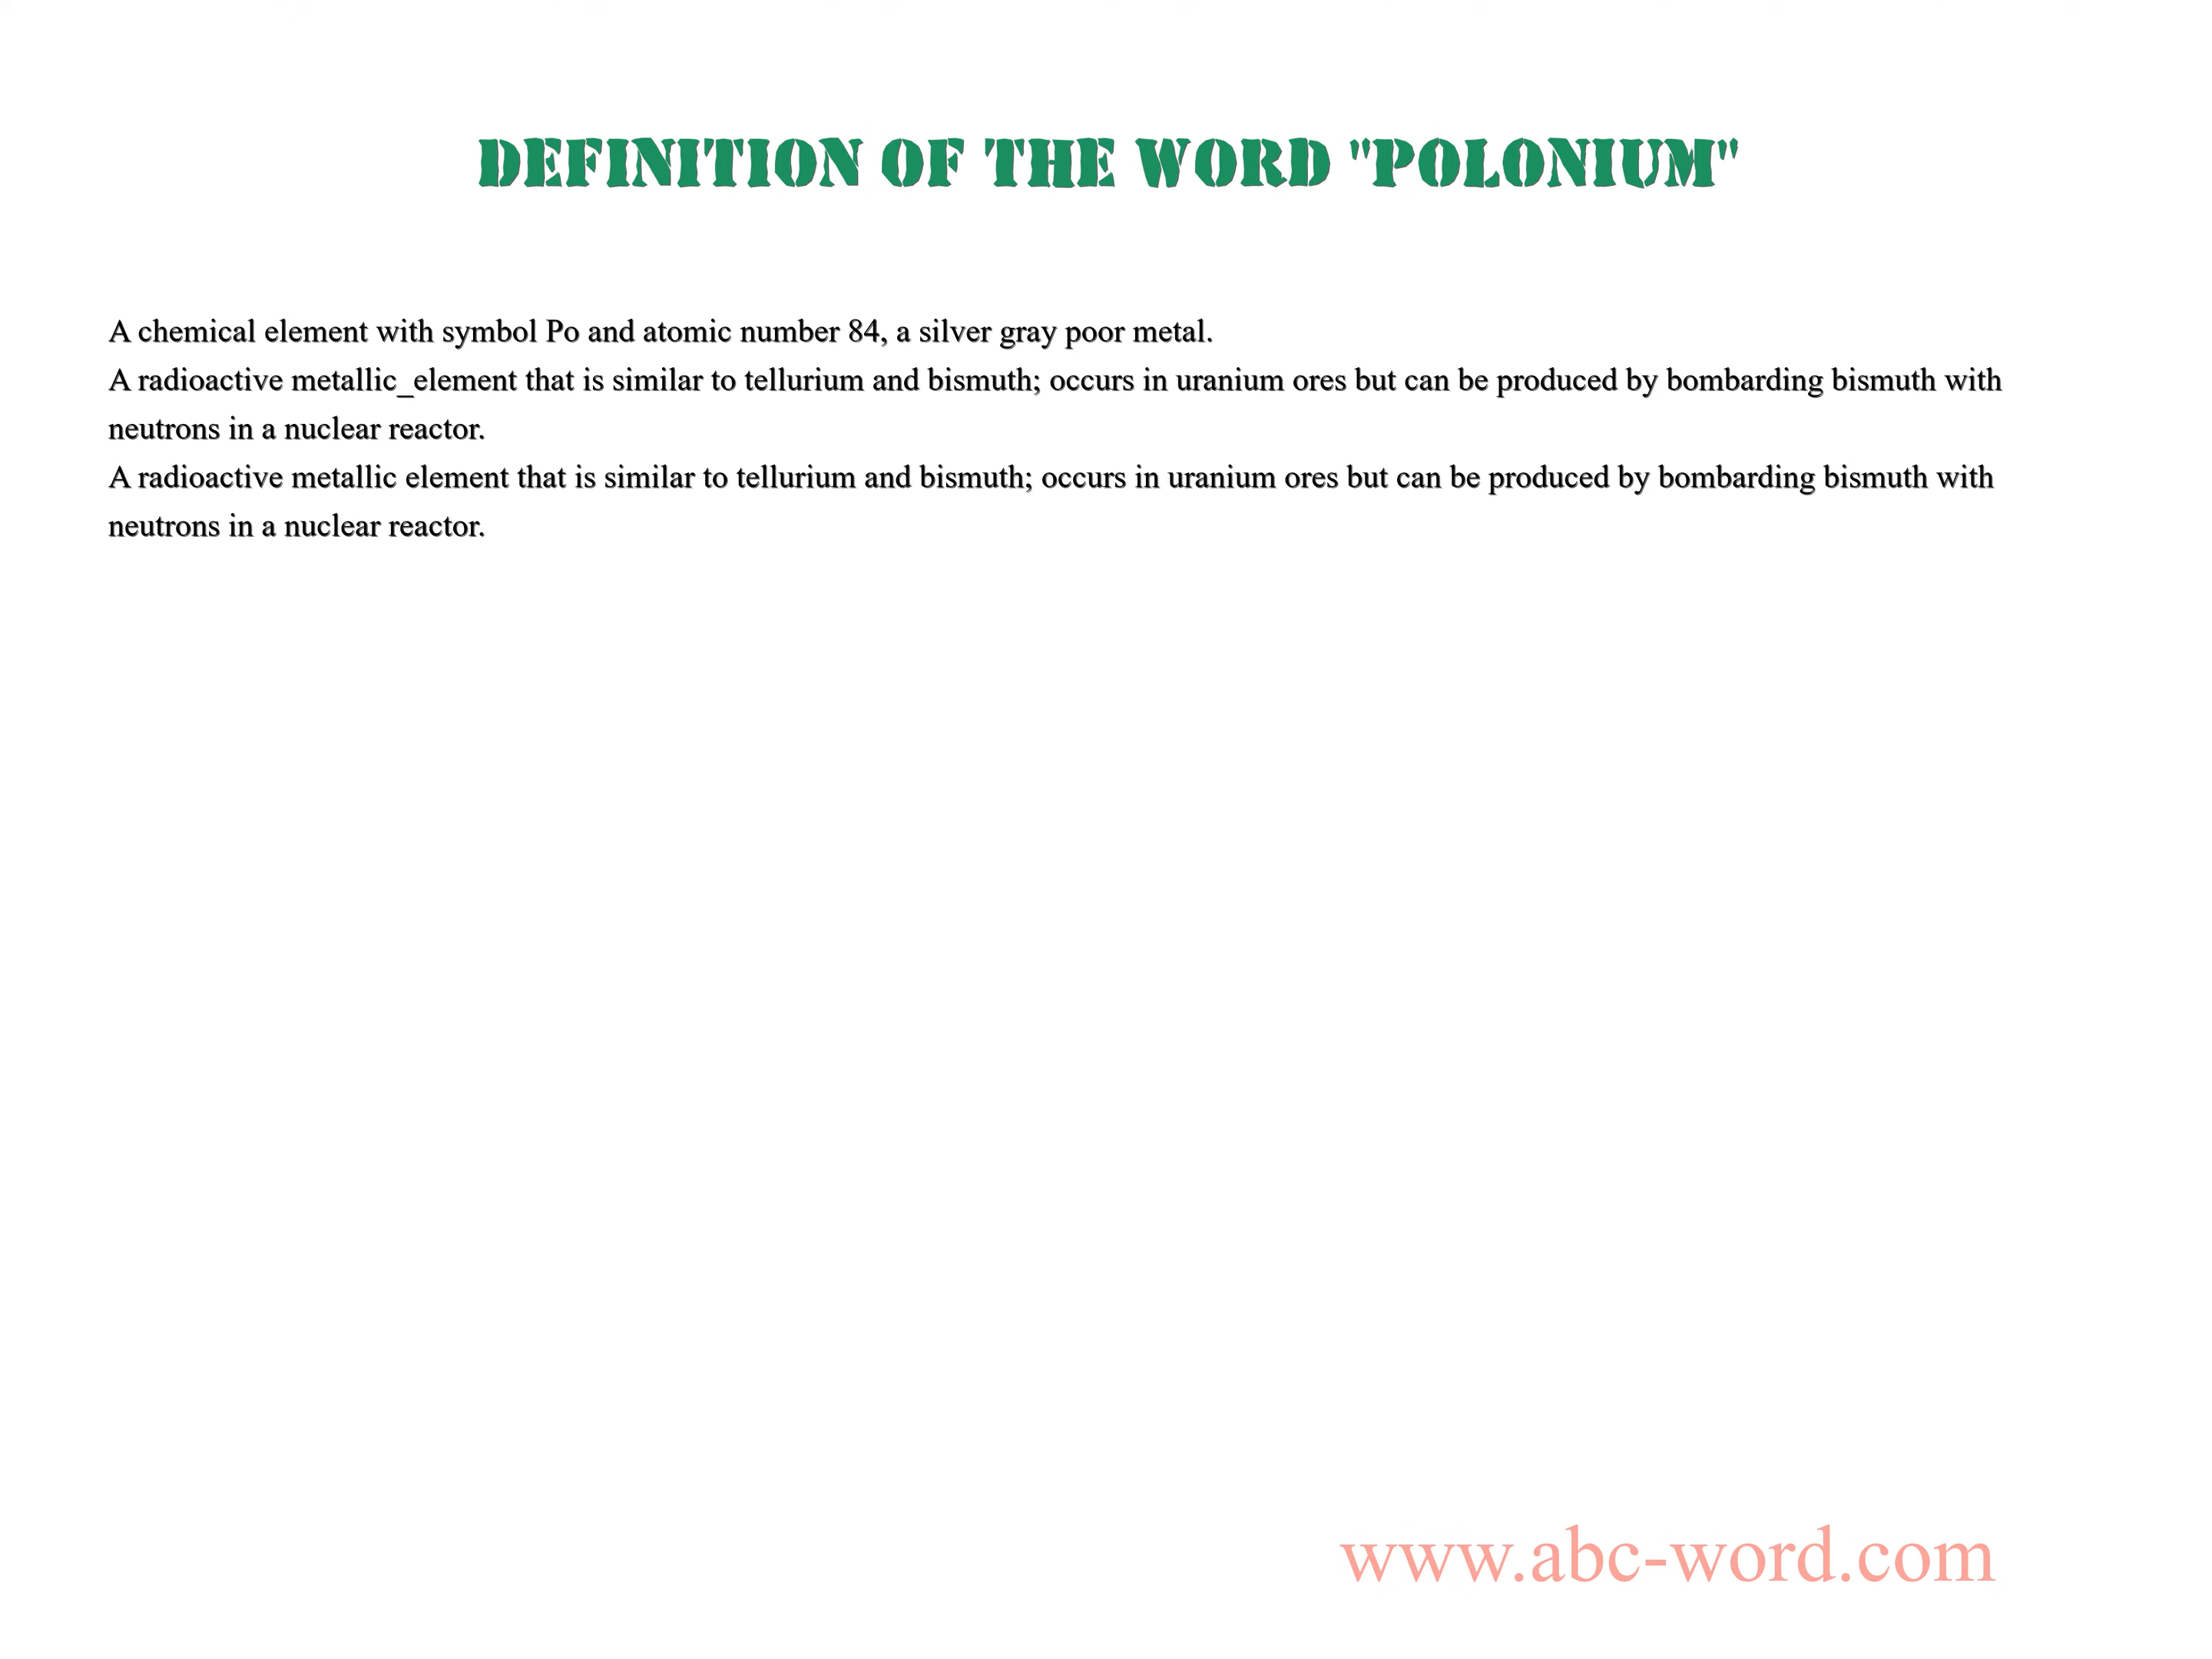 DEFINITION OF THE WORD "POLONIUM"
A chemical element with symbol Po and atomic number 84, a silver gray poor metal.
A radioactive metallic_element that is similar to tellurium and bismuth; occurs in uranium ores but can be produced by bombarding bismuth with
neutrons in a nuclear reactor.
A radioactive metallic element that is similar to tellurium and bismuth; occurs in uranium ores but can be produced by bombarding bismuth with
neutrons in a nuclear reactor.
www.abc-word.com